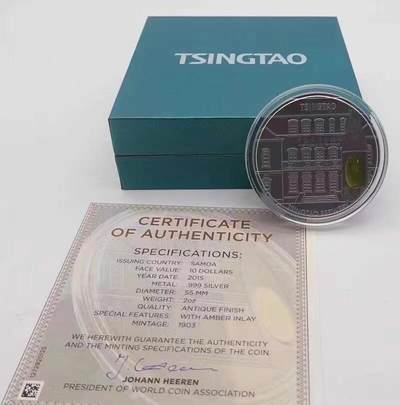 TSINGTAO
TSINGTAO
CERTIFICATE
OF AUTHENTICITY
SPECIFICATIONS:
ISSUING COUNTRY: SAMOA
FACE VALUE: 10 DOLLARS
YEAR DATE: 2015
METAL: .999 SILVER
DIAMETER: 55 MM
WEIGHT: 2oz
QUALITY: ANTIQUE FINISH
SPECIAL FEATURES: WITH AMBER INLAY
MINTAGE: 1903
WE HEREWITH GUARANTEE THE AUTHENTICITY
AND THE MINTING SPECIFICATIONS OF THE COIN.
JOHANN HEEREN
PRESIDENT OF WORLD COIN ASSOCIATION